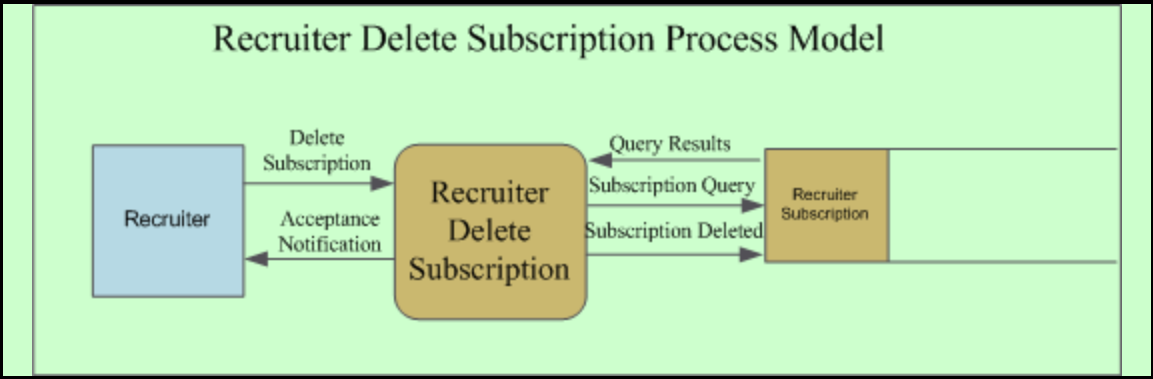 Recruiter Delete Subscription Process Model
Delete
Subscription
Query Results
Recruiter
Recruiter
Delete
Subscription
Subscription Query
Recruiter
Subscription
Acceptance
Notification
Subscription Deleted